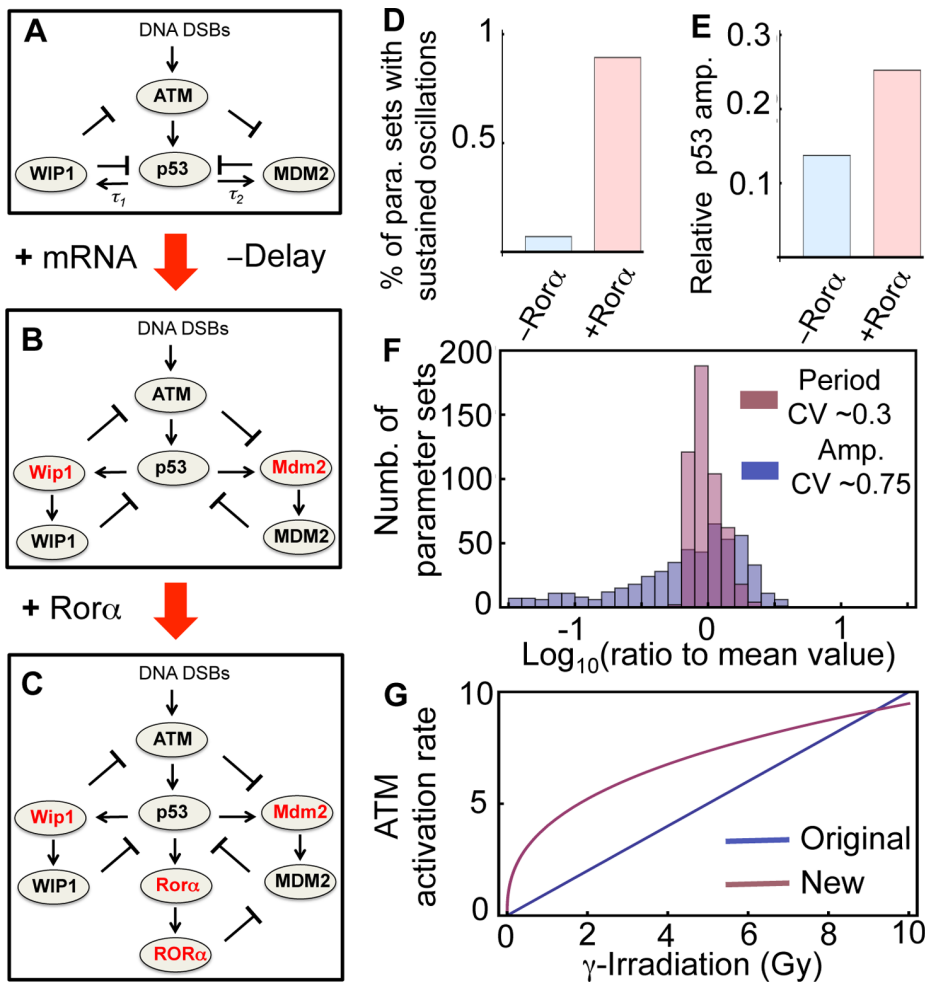 A
DNA DSBs
ATM
WIP1
p53
MDM2
τ1
τ2
+ mRNA
–Delay
B
DNA DSBs
ATM
Wip1
p53
Mdm2
WIP1
MDM2
+ Rorα
C
DNA DSBs
ATM
Wip1
p53
Mdm2
WIP1
Rorα
MDM2
RORα
D
% of para. sets with
sustained oscillations
1
0.5
–Rorα
+Rorα
E
Relative p53 amp.
0.3
0.2
0.1
–Rorα
+Rorα
F
Numb. of
parameter sets
200
150
100
50
0
Period
CV ~0.3
Amp.
CV ~0.75
-1
0
1
Log10(ratio to mean value)
G
ATM
activation rate
10
5
0
Original
New
0
2
4
6
8
10
γ-Irradiation (Gy)